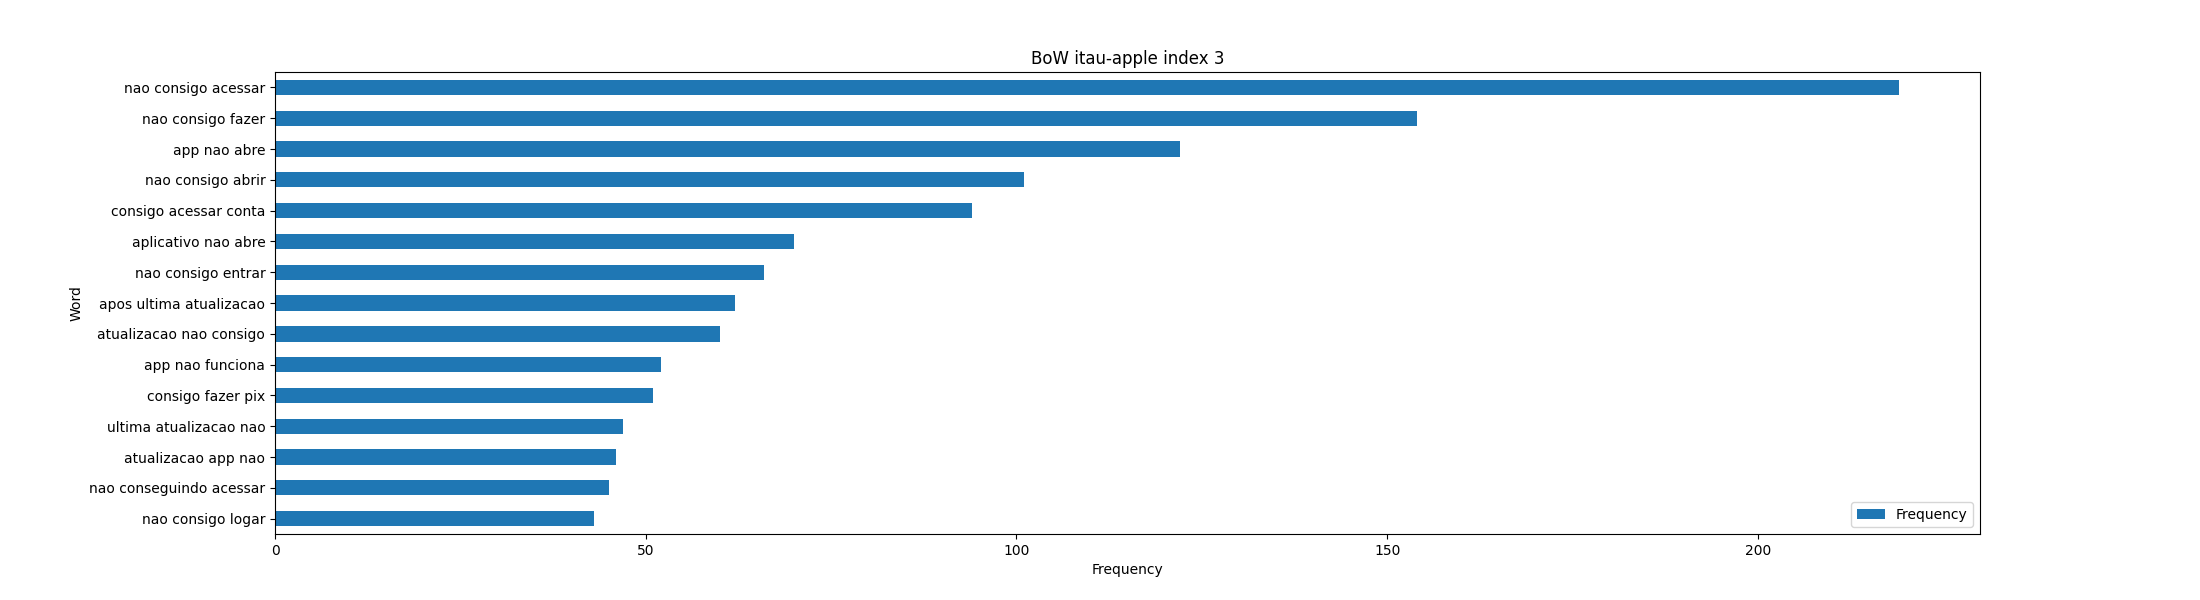 BoW itau-apple index 3
nao consigo acessar
nao consigo fazer
app nao abre
nao consigo abrir
consigo acessar conta
aplicativo nao abre
nao consigo entrar
apos ultima atualizacao
atualizacao nao consigo
app nao funciona
consigo fazer pix
ultima atualizacao nao
atualizacao app nao
nao conseguindo acessar
nao consigo logar
Word
Frequency
0 50 100 150 200
Frequency